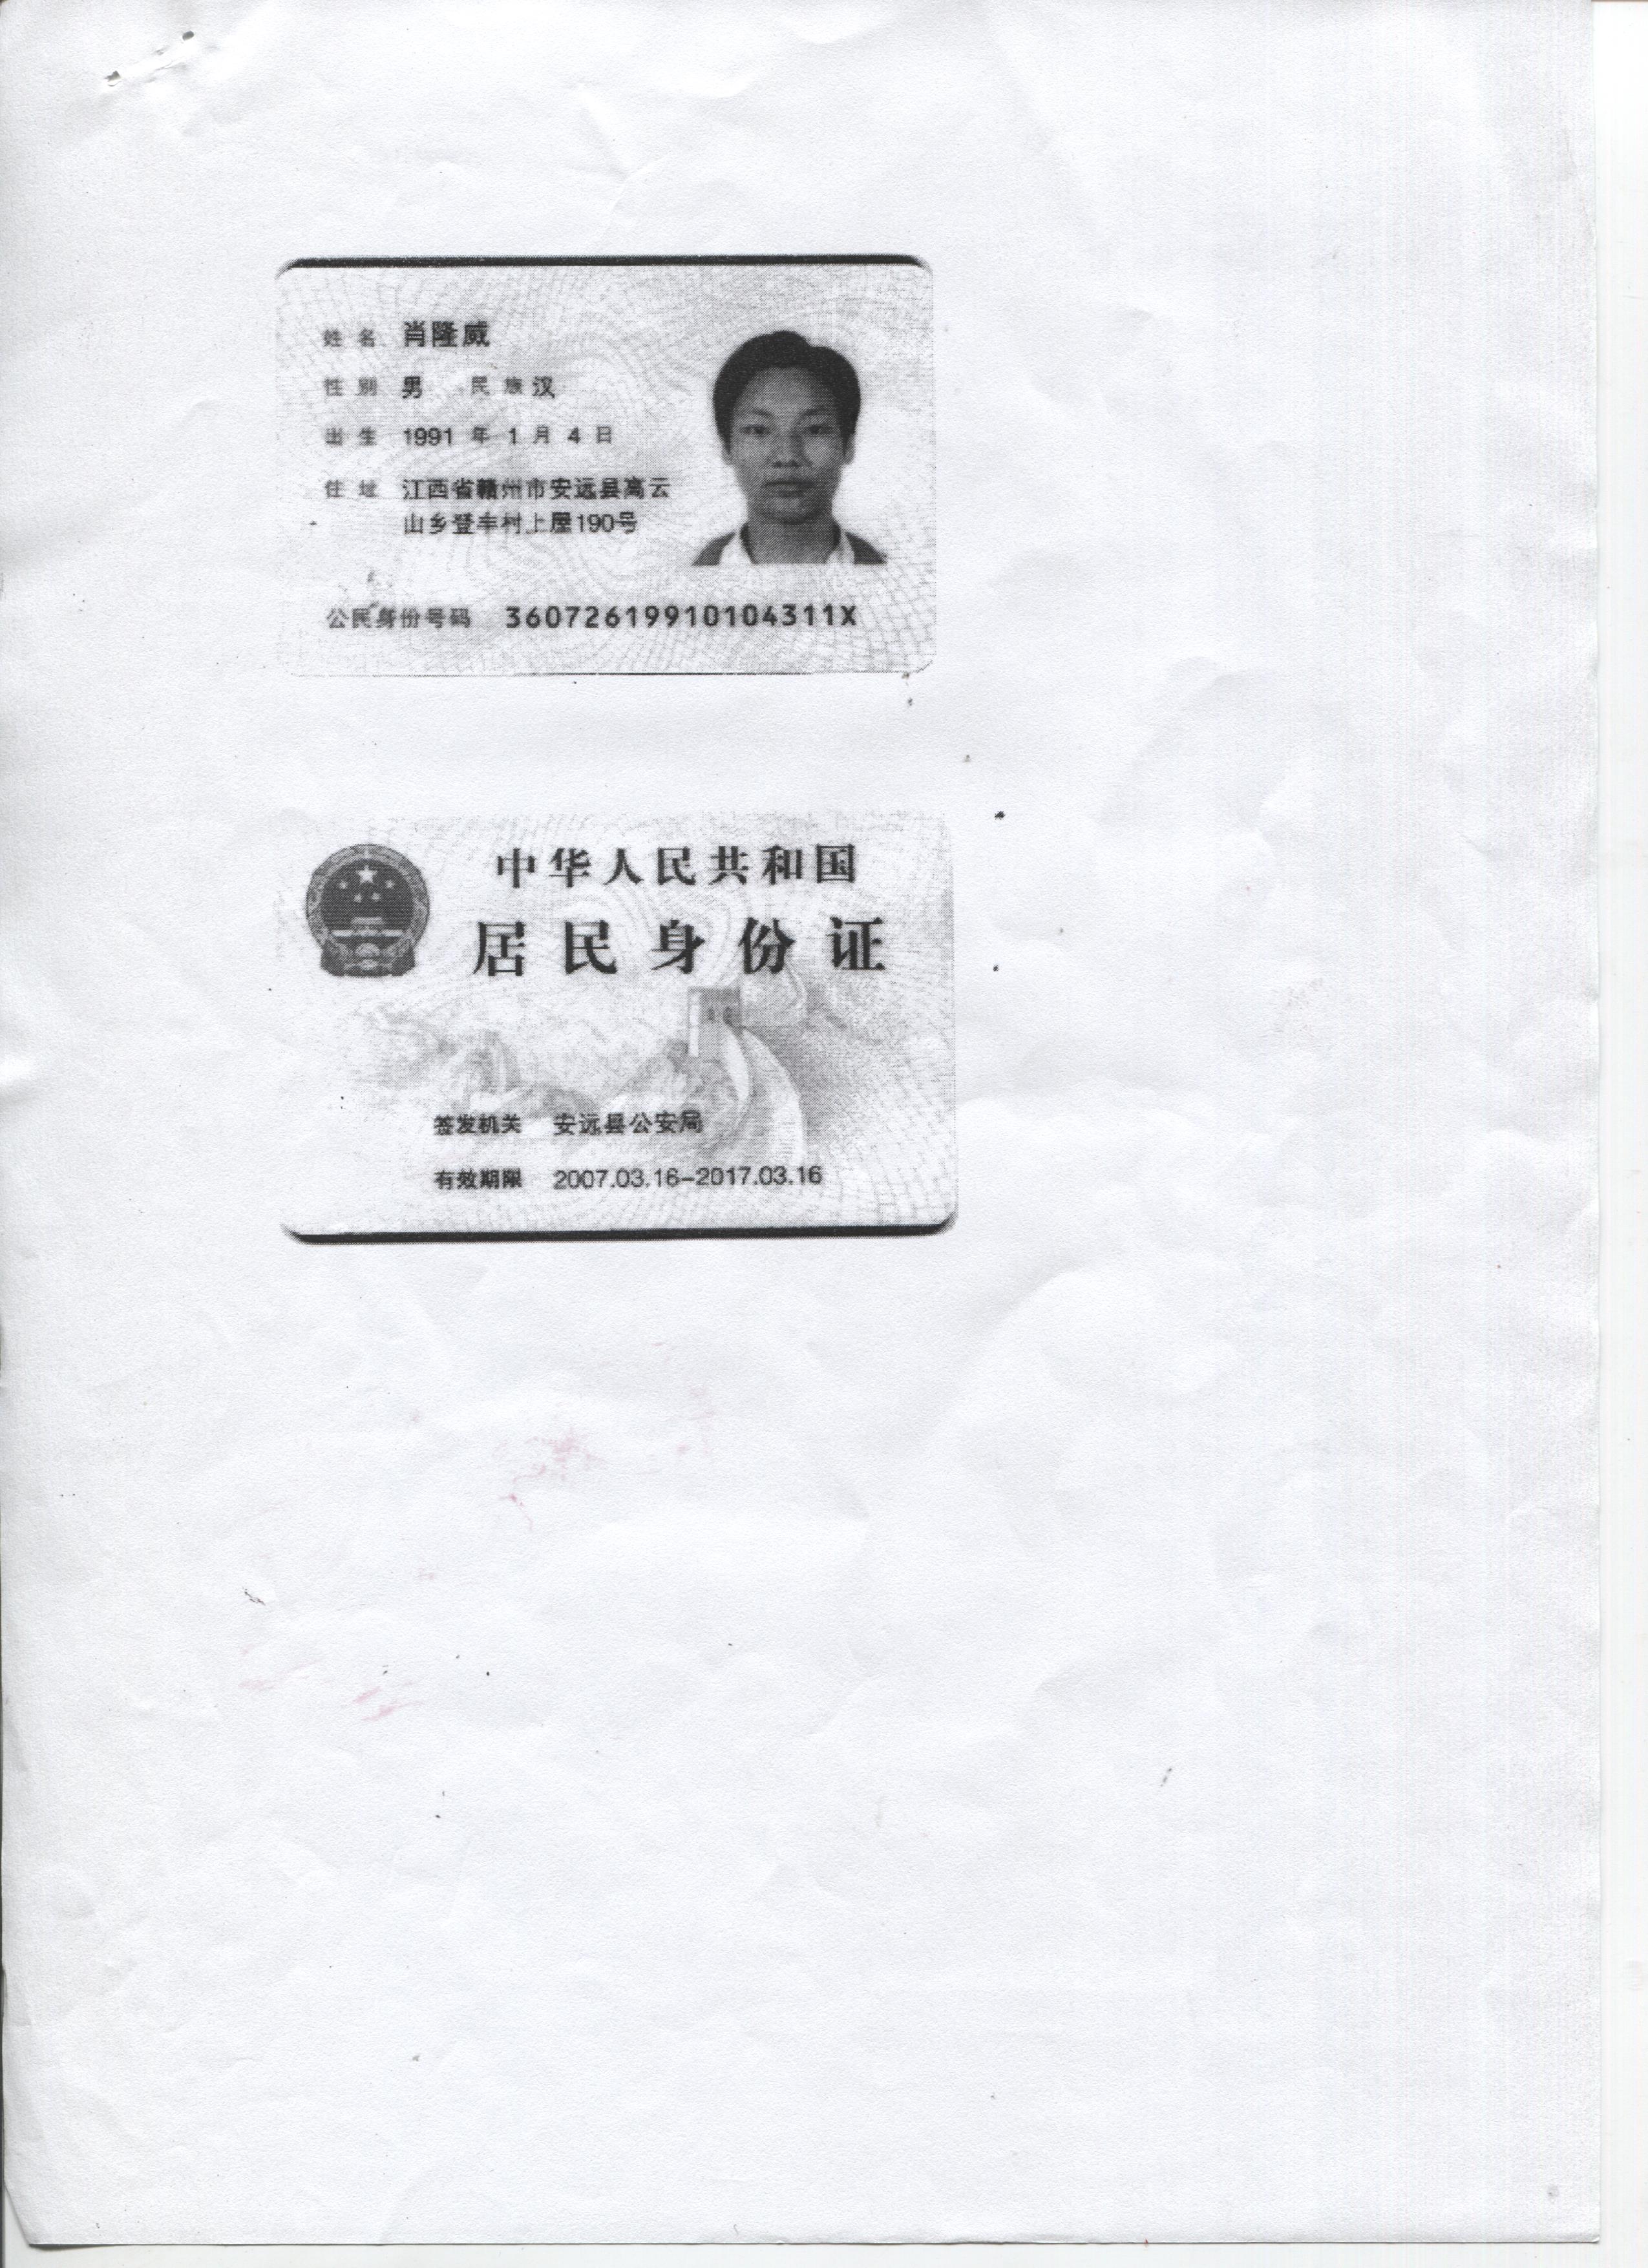 姓名 肖隆威
性别 男 民族 汉
出生 1991 年 1 月 4 日
住址 江西省赣州市安远县高云
山乡登丰村上屋190号
公民身份号码 36072619910104311X
中华人民共和国
居民身份证
签发机关 安远县公安局
有效期限 2007.03.16-2017.03.16